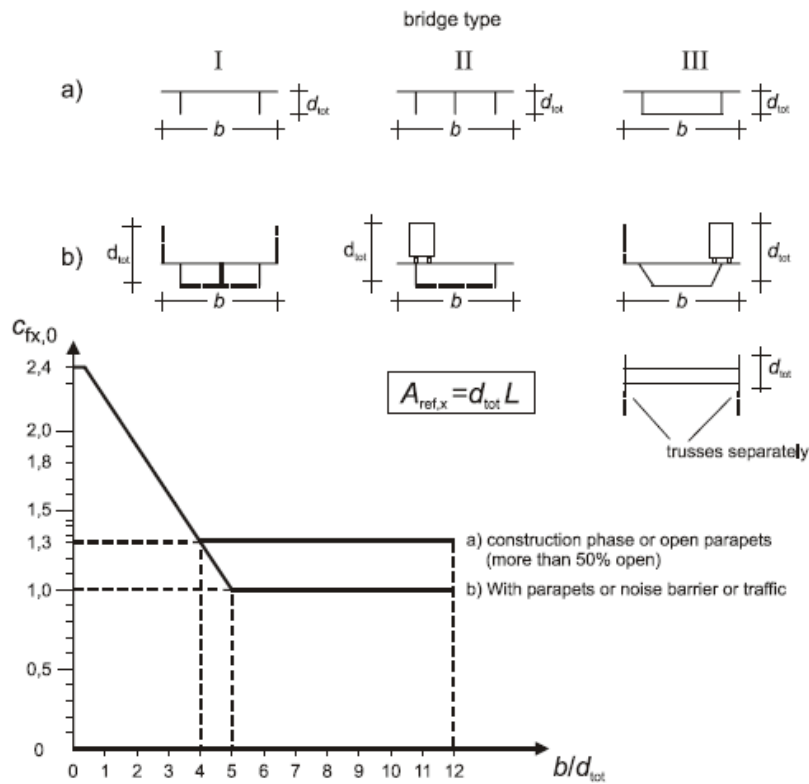 bridge type
I II III
a) d_tot d_tot d_tot
b b b
b) d_tot d_tot d_tot
b b b
c_fx,0
2,4
d_tot
A_ref,x = d_tot L
2,0
trusses separately
1,8
1,5
1,3 a) construction phase or open parapets
(more than 50% open)
1,0 b) With parapets or noise barrier or traffic
0,5
0
0 1 2 3 4 5 6 7 8 9 10 11 12
b/d_tot